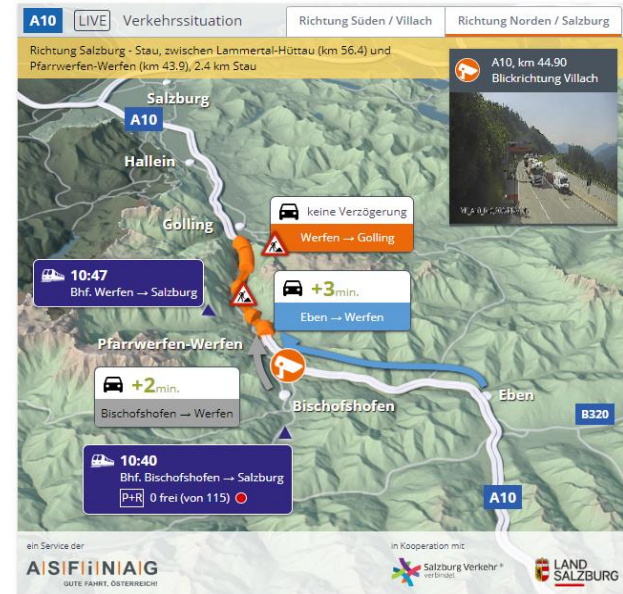 A10 LIVE Verkehrssituation
Richtung Süden / Villach
Richtung Norden / Salzburg
Richtung Salzburg - Stau, zwischen Lammertal-Hüttau (km 56.4) und
Pfarrwerfen-Werfen (km 43.9), 2.4 km Stau
A10, km 44.90
Blickrichtung Villach
Salzburg
A10
Hallein
Golling
keine Verzögerung
Werfen → Golling
10:47
Bhf. Werfen → Salzburg
+3min.
Eben → Werfen
Pfarrwerfen-Werfen
+2min.
Bischofshofen → Werfen
Bischofshofen
Eben
B320
10:40
Bhf. Bischofshofen → Salzburg
P+R 0 frei (von 115)
A10
ein Service der
A|S|F|i|N|A|G
GUTE FAHRT, ÖSTERREICH!
in Kooperation mit
Salzburg Verkehr
verbindet
LAND
SALZBURG